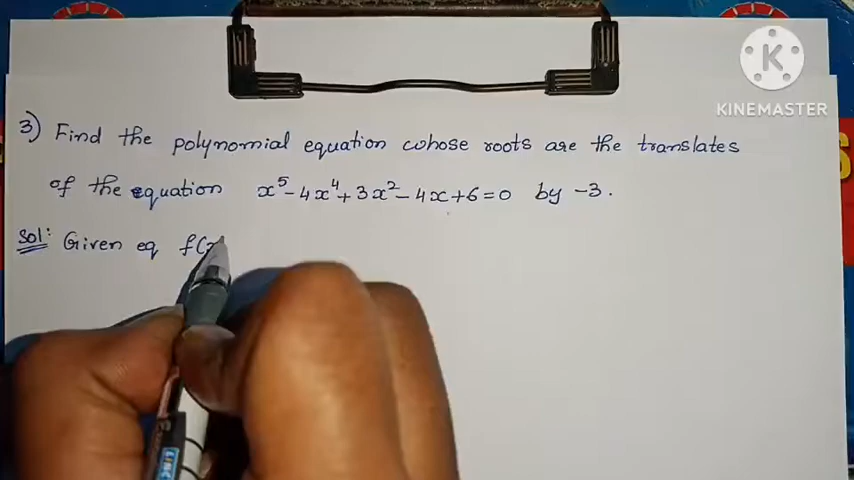 KINEMASTER
3) Find the polynomial equation whose roots are the translates
of the equation x⁵-4x⁴+3x²-4x+6=0 by -3.
Sol: Given eq f(x